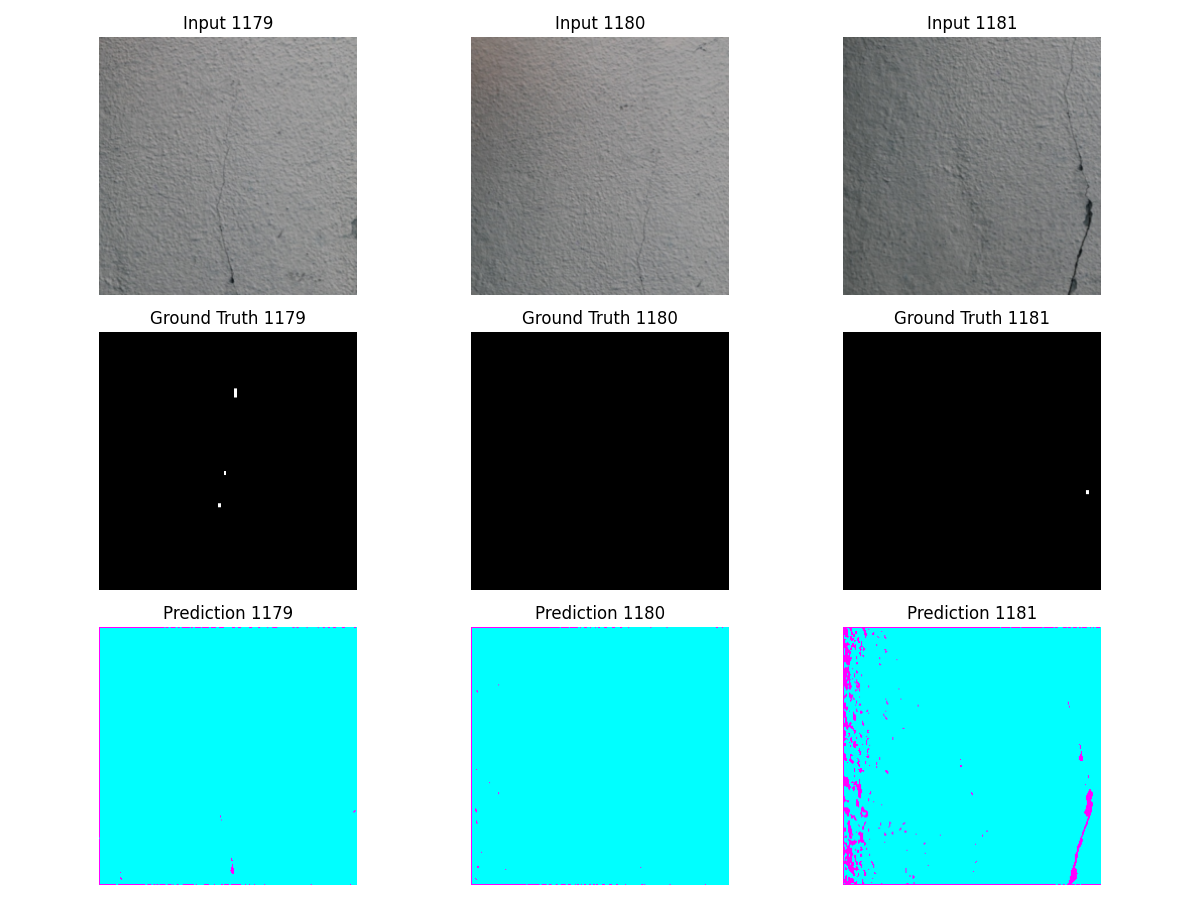 Input 1179
Input 1180
Input 1181
Ground Truth 1179
Ground Truth 1180
Ground Truth 1181
Prediction 1179
Prediction 1180
Prediction 1181